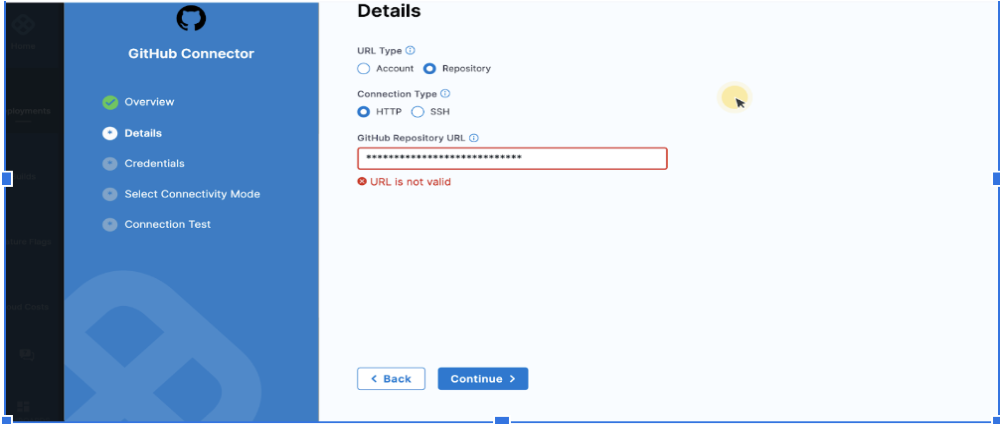 Details
GitHub Connector
Overview
Details
Credentials
Select Connectivity Mode
Connection Test
URL Type
Account Repository
Connection Type
HTTP SSH
GitHub Repository URL
****************************
URL is not valid
< Back Continue >